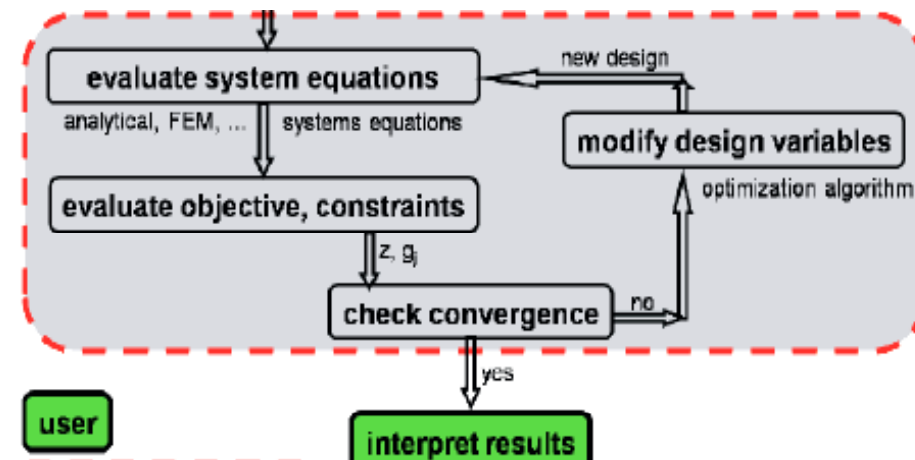 evaluate system equations
new design
analytical, FEM, ... systems equations
modify design variables
optimization algorithm
evaluate objective, constraints
z, gj
check convergence
no
yes
user
interpret results